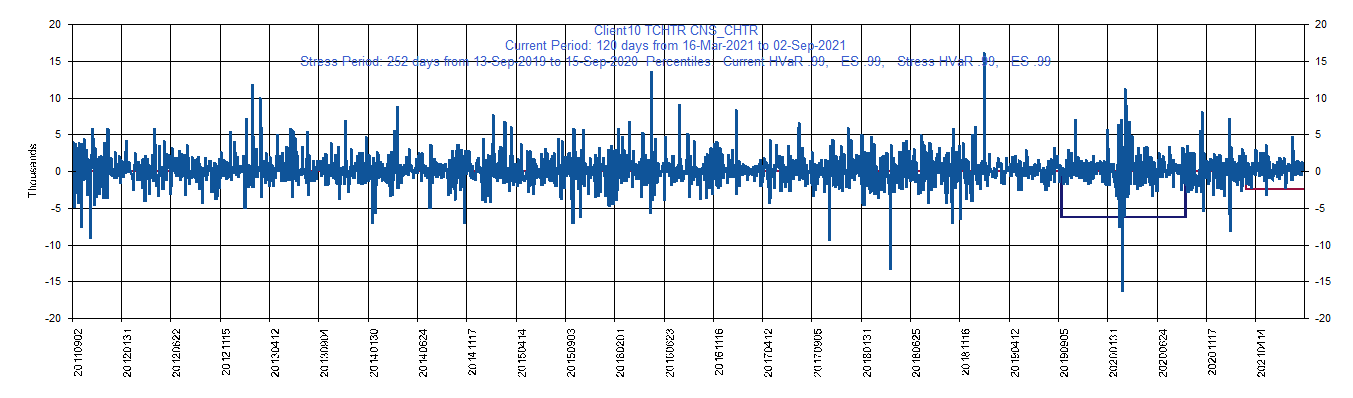 Client10 TCHTR CNS_CHTR
Current Period: 120 days from 16-Mar-2021 to 02-Sep-2021
Stress Period: 252 days from 13-Sep-2019 to 15-Sep-2020 Percentiles: Current HVaR .99, ES .99, Stress HVaR .99, ES .99
20 20
15 15
10 10
5 5
0 0
-5 -5
-10 -10
-15 -15
-20 -20
Thousands
20110902 20120131 20120622 20121115 20130412 20130904 20140130 20140624 20141117 20150414 20150903 20160201 20160623 20161116 20170412 20170905 20180131 20180625 20181116 20190412 20190905 20200131 20200624 20201117 20210414